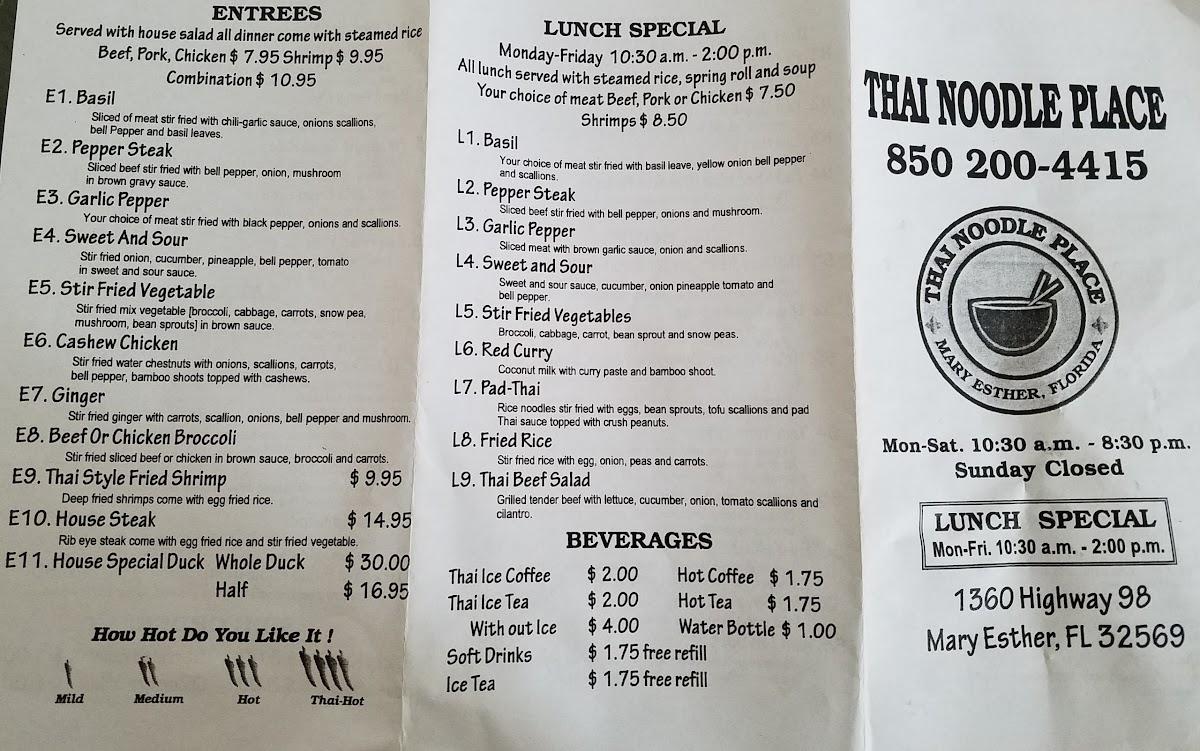 ENTREES
Served with house salad all dinner come with steamed rice
Beef, Pork, Chicken $ 7.95 Shrimp $ 9.95
Combination $ 10.95
E1. Basil
Sliced of meat stir fried with chili-garlic sauce, onions scallions,
bell Pepper and basil leaves.
E2. Pepper Steak
Sliced beef stir fried with bell pepper, onion, mushroom
in brown gravy sauce.
E3. Garlic Pepper
Your choice of meat stir fried with black pepper, onions and scallions.
E4. Sweet And Sour
Stir fried onion, cucumber, pineapple, bell pepper, tomato
in sweet and sour sauce.
E5. Stir Fried Vegetable
Stir fried mix vegetable [broccoli, cabbage, carrots, snow pea,
mushroom, bean sprouts] in brown sauce.
E6. Cashew Chicken
Stir fried water chestnuts with onions, scallions, carrots,
bell pepper, bamboo shoots topped with cashews.
E7. Ginger
Stir fried ginger with carrots, scallion, onions, bell pepper and mushroom.
E8. Beef Or Chicken Broccoli
Stir fried sliced beef or chicken in brown sauce, broccoli and carrots.
E9. Thai Style Fried Shrimp $ 9.95
Deep fried shrimps come with egg fried rice.
E10. House Steak $ 14.95
Rib eye steak come with egg fried rice and stir fried vegetable.
E11. House Special Duck Whole Duck $ 30.00
Half $ 16.95
How Hot Do You Like It !
Mild Medium Hot Thai-Hot
LUNCH SPECIAL
Monday-Friday 10:30 a.m. - 2:00 p.m.
All lunch served with steamed rice, spring roll and soup
Your choice of meat Beef, Pork or Chicken $ 7.50
Shrimps $ 8.50
L1. Basil
Your choice of meat stir fried with basil leave, yellow onion bell pepper
and scallions.
L2. Pepper Steak
Sliced beef stir fried with bell pepper, onions and mushroom.
L3. Garlic Pepper
Sliced meat with brown garlic sauce, onion and scallions.
L4. Sweet and Sour
Sweet and sour sauce, cucumber, onion pineapple tomato and
bell pepper.
L5. Stir Fried Vegetables
Broccoli, cabbage, carrot, bean sprout and snow peas.
L6. Red Curry
Coconut milk with curry paste and bamboo shoot.
L7. Pad-Thai
Rice noodles stir fried with eggs, bean sprouts, tofu scallions and pad
Thai sauce topped with crush peanuts.
L8. Fried Rice
Stir fried rice with egg, onion, peas and carrots.
L9. Thai Beef Salad
Grilled tender beef with lettuce, cucumber, onion, tomato scallions and
cilantro.
BEVERAGES
Thai Ice Coffee $ 2.00 Hot Coffee $ 1.75
Thai Ice Tea $ 2.00 Hot Tea $ 1.75
With out Ice $ 4.00 Water Bottle $ 1.00
Soft Drinks $ 1.75 free refill
Ice Tea $ 1.75 free refill
THAI NOODLE PLACE
850 200-4415
THAI NOODLE PLACE
MARY ESTHER, FLORIDA
Mon-Sat. 10:30 a.m. - 8:30 p.m.
Sunday Closed
LUNCH SPECIAL
Mon-Fri. 10:30 a.m. - 2:00 p.m.
1360 Highway 98
Mary Esther, FL 32569